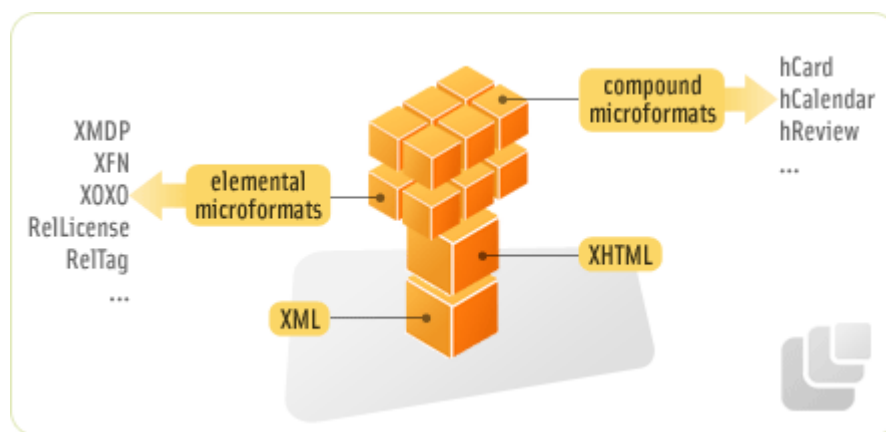 compound
microformats
hCard
hCalendar
hReview
...
XMDP
XFN
XOXO
RelLicense
RelTag
...
elemental
microformats
XHTML
XML